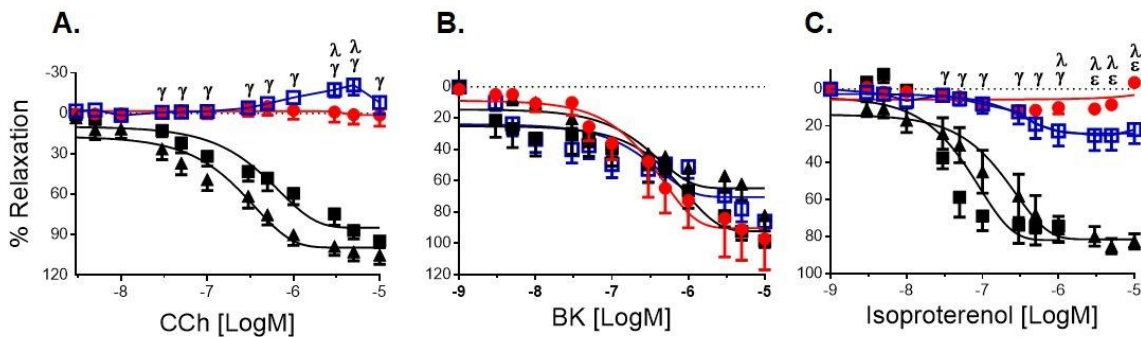 A.
% Relaxation
-30
0
30
60
90
120
λ λ
γ γ γ γ γ γ γ γ γ
-8 -7 -6 -5
CCh [LogM]
B.
0
20
40
60
80
100
120
-9 -8 -7 -6 -5
BK [LogM]
C.
0
20
40
60
80
100
λ λ λ λ
γ γ γ γ γ γ ε ε ε
-9 -8 -7 -6 -5
Isoproterenol [LogM]